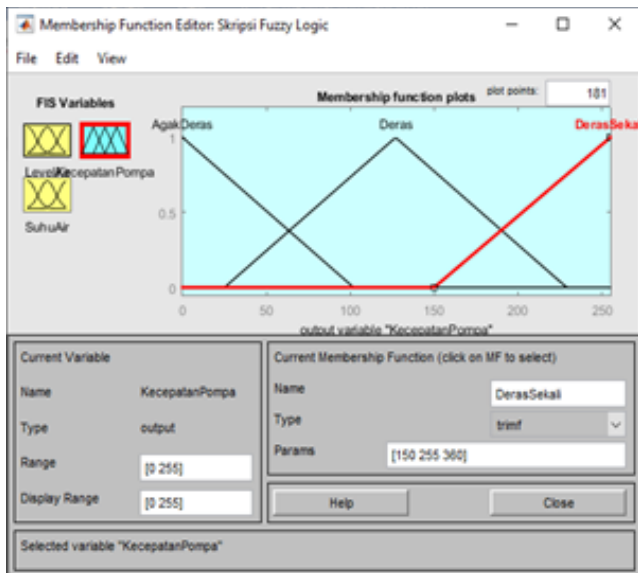 Membership Function Editor: Skripsi Fuzzy Logic
File Edit View
FIS Variables
Membership function plots
plot points:
181
KecepatanPompa
SuhuAir
AgakDeras
Deras
DerasSekali
1
0.5
0
0 50 100 150 200 250
output variable "KecepatanPompa"
Current Variable
Name KecepatanPompa
Type output
Range [0 255]
Display Range [0 255]
Current Membership Function (click on MF to select)
Name DerasSekali
Type trimf
Params [150 255 360]
Help Close
Selected variable "KecepatanPompa"